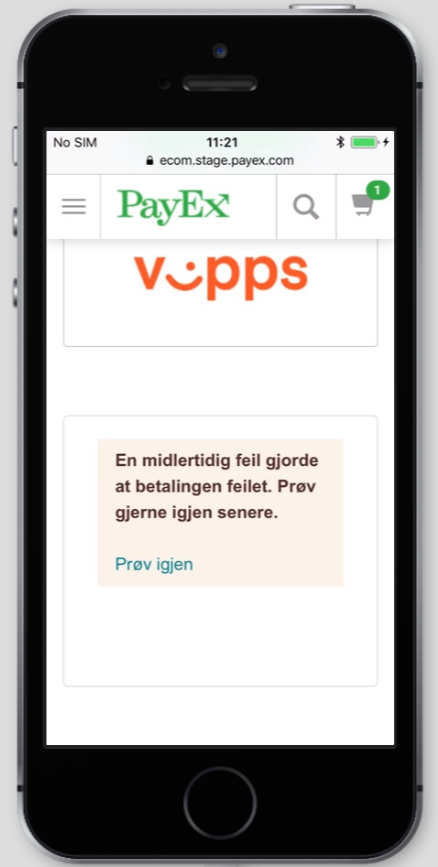 No SIM 11:21
ecom.stage.payex.com
PayEx 1
vipps
En midlertidig feil gjorde
at betalingen feilet. Prøv
gjerne igjen senere.
Prøv igjen